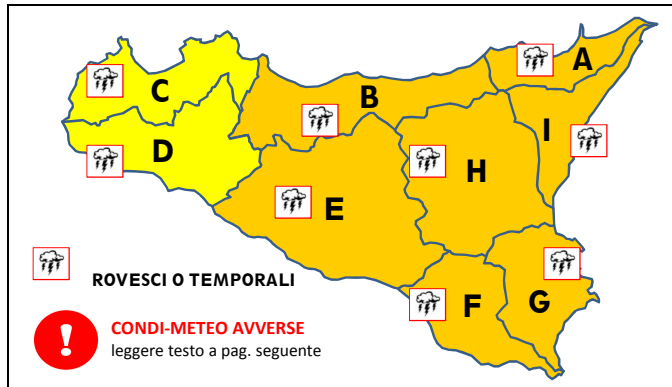 A
B
C
I
D
H
E
F
G
ROVESCI O TEMPORALI
! CONDI-METEO AVVERSE
leggere testo a pag. seguente